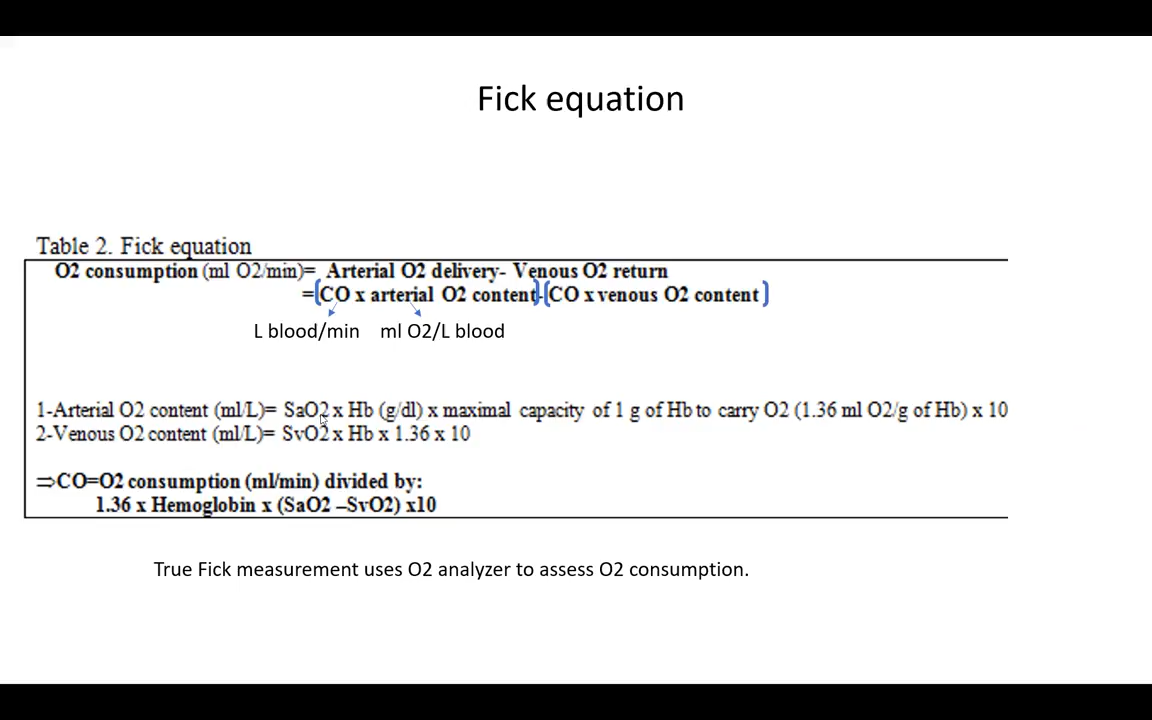 Fick equation
Table 2. Fick equation
O2 consumption (ml O2/min)= Arterial O2 delivery- Venous O2 return
=(CO x arterial O2 content)-(CO x venous O2 content)
L blood/min ml O2/L blood
1-Arterial O2 content (ml/L)= SaO2 x Hb (g/dl) x maximal capacity of 1 g of Hb to carry O2 (1.36 ml O2/g of Hb) x 10
2-Venous O2 content (ml/L)= SvO2 x Hb x 1.36 x 10
⇒CO=O2 consumption (ml/min) divided by:
1.36 x Hemoglobin x (SaO2 –SvO2) x10
True Fick measurement uses O2 analyzer to assess O2 consumption.